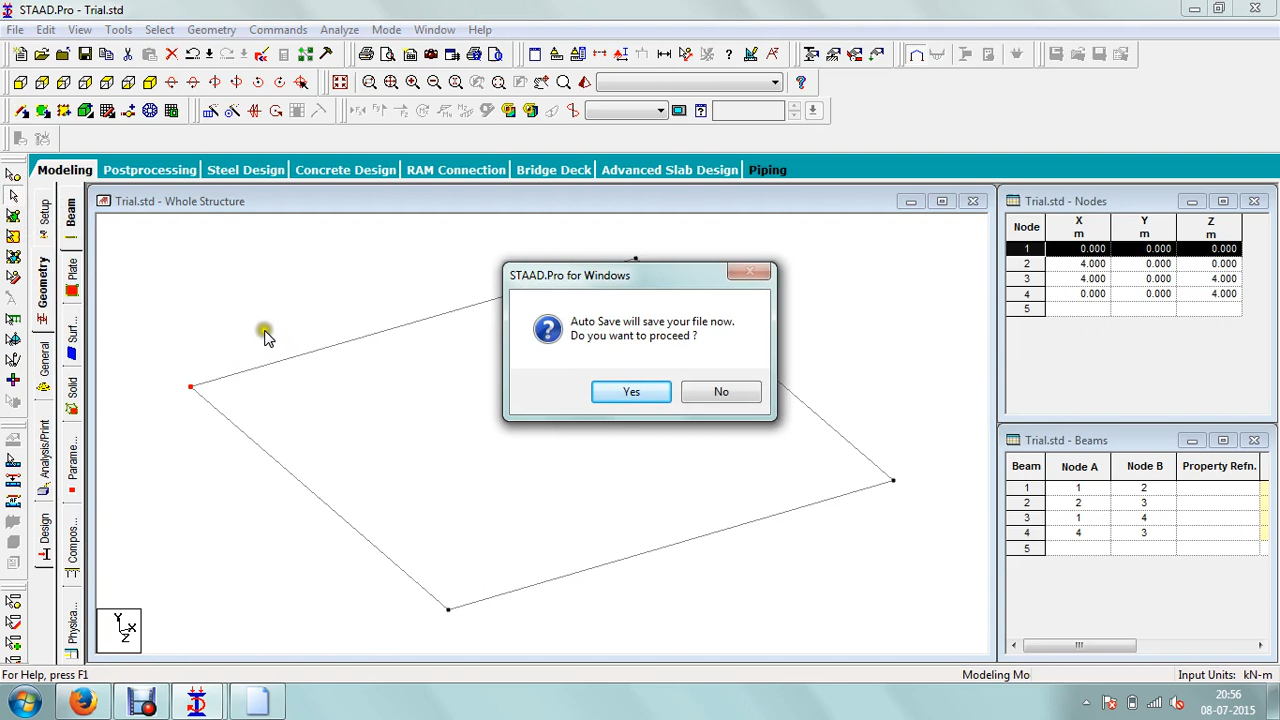 STAAD.Pro - Trial.std
File Edit View Tools Select Geometry Commands Analyze Mode Window Help
Modeling Postprocessing Steel Design Concrete Design RAM Connection Bridge Deck Advanced Slab Design Piping
Setup
Geometry
General
Analysis/Print
Design
Beam
Plate
Surf...
Solid
Parame...
Compos...
Physica...
Trial.std - Whole Structure
STAAD.Pro for Windows
Auto Save will save your file now.
Do you want to proceed ?
Yes No
Y
X
Z
Trial.std - Nodes
Node X m Y m Z m
1 0.000 0.000 0.000
2 4.000 0.000 0.000
3 4.000 0.000 4.000
4 0.000 0.000 4.000
5
Trial.std - Beams
Beam Node A Node B Property Refn.
1 1 2
2 2 3
3 1 4
4 4 3
5
For Help, press F1
Modeling Mo
Input Units: kN-m
20:56
08-07-2015